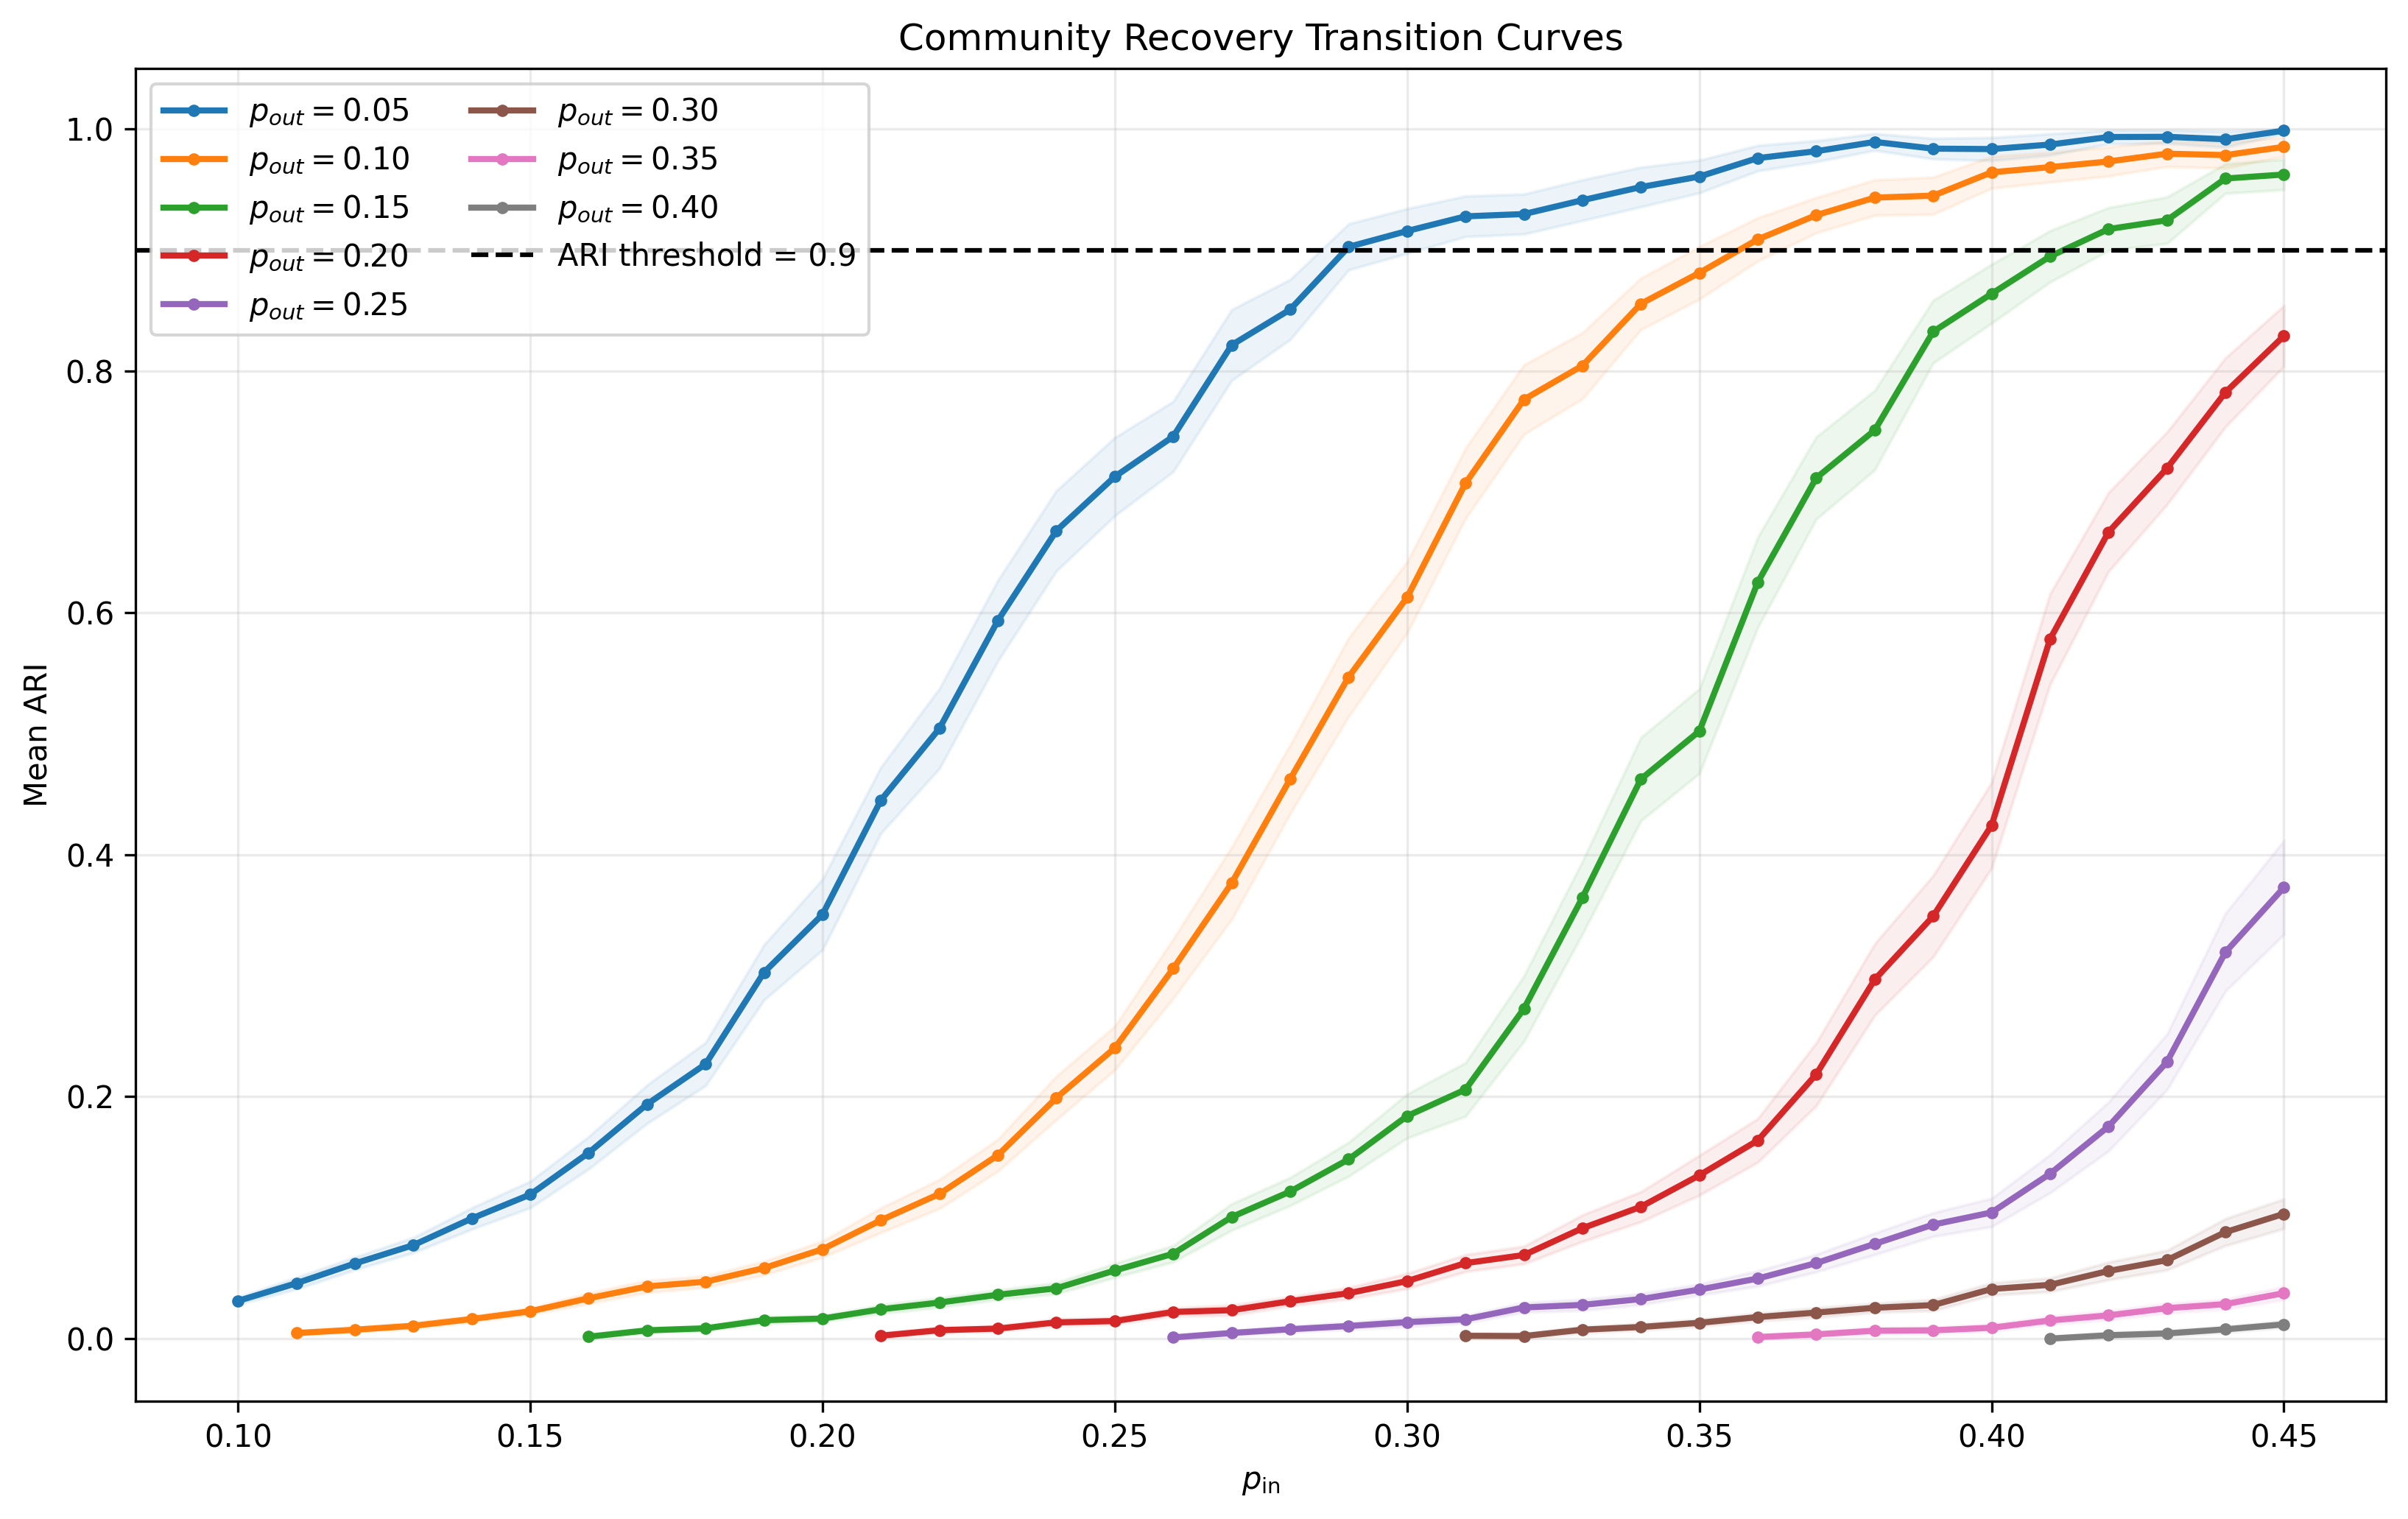 Community Recovery Transition Curves
p_out = 0.05
p_out = 0.10
p_out = 0.15
p_out = 0.20
p_out = 0.25
p_out = 0.30
p_out = 0.35
p_out = 0.40
ARI threshold = 0.9
Mean ARI
1.0
0.8
0.6
0.4
0.2
0.0
0.10 0.15 0.20 0.25 0.30 0.35 0.40 0.45
p_in